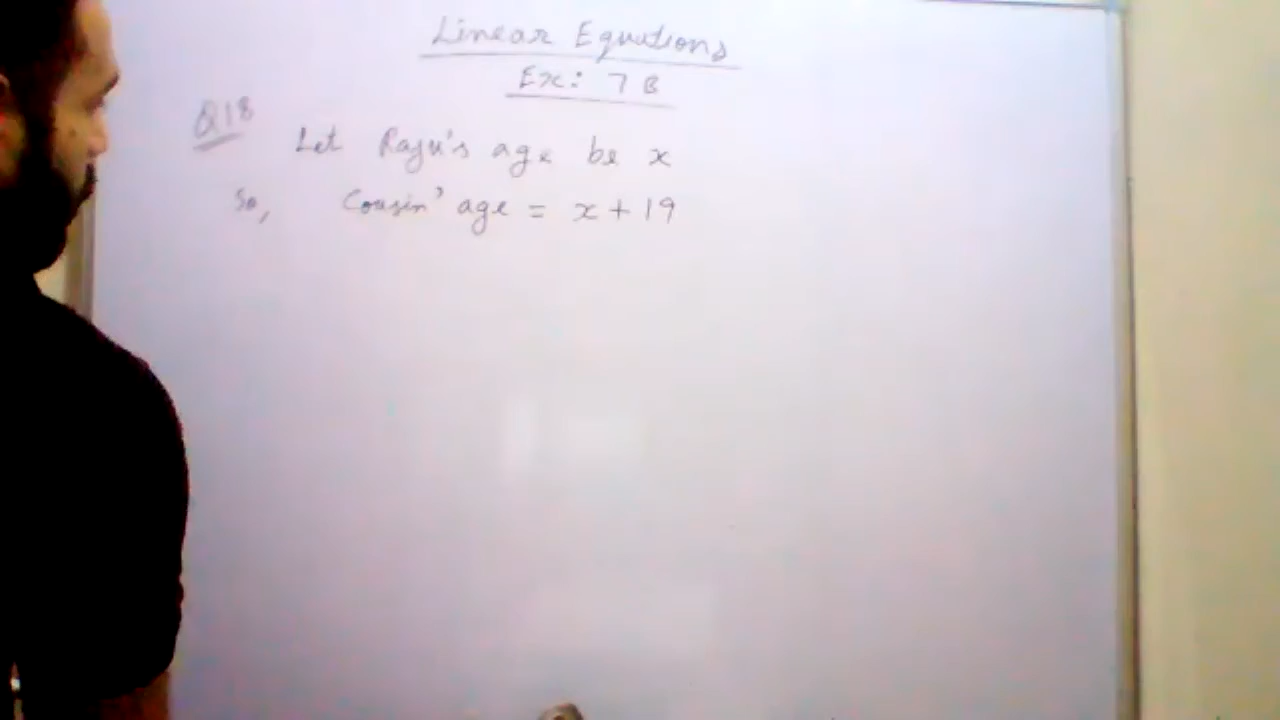 Linear Equations
Ex: 7B
Q18 Let Raju's age be x
So, Cousin' age = x + 19